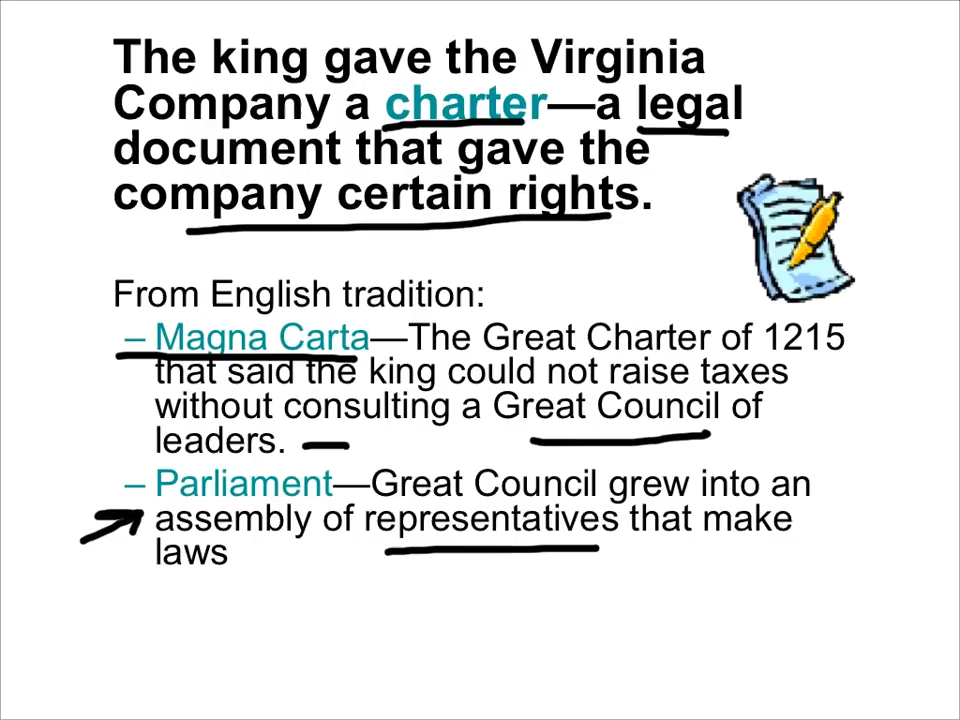 The king gave the Virginia
Company a charter—a legal
document that gave the
company certain rights.
From English tradition:
– Magna Carta—The Great Charter of 1215
that said the king could not raise taxes
without consulting a Great Council of
leaders.
– Parliament—Great Council grew into an
assembly of representatives that make
laws